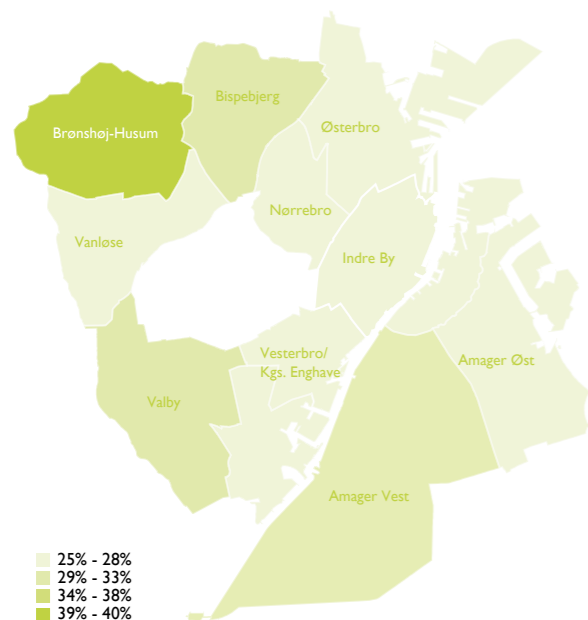 Bispebjerg
Østerbro
Brønshøj-Husum
Nørrebro
Vanløse
Indre By
Vesterbro/
Kgs. Enghave
Amager Øst
Valby
Amager Vest
25% - 28%
29% - 33%
34% - 38%
39% - 40%